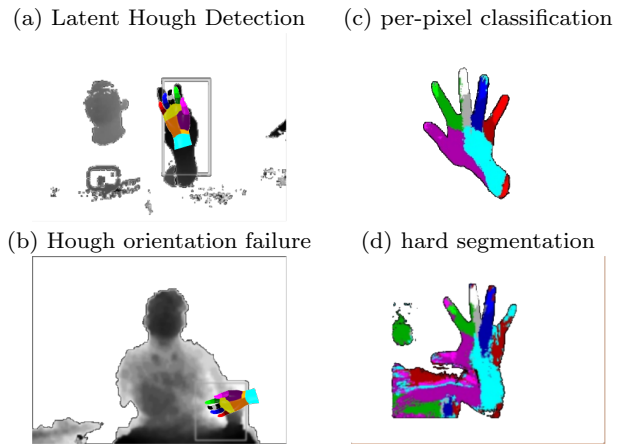 (a) Latent Hough Detection
(c) per-pixel classification
(b) Hough orientation failure
(d) hard segmentation